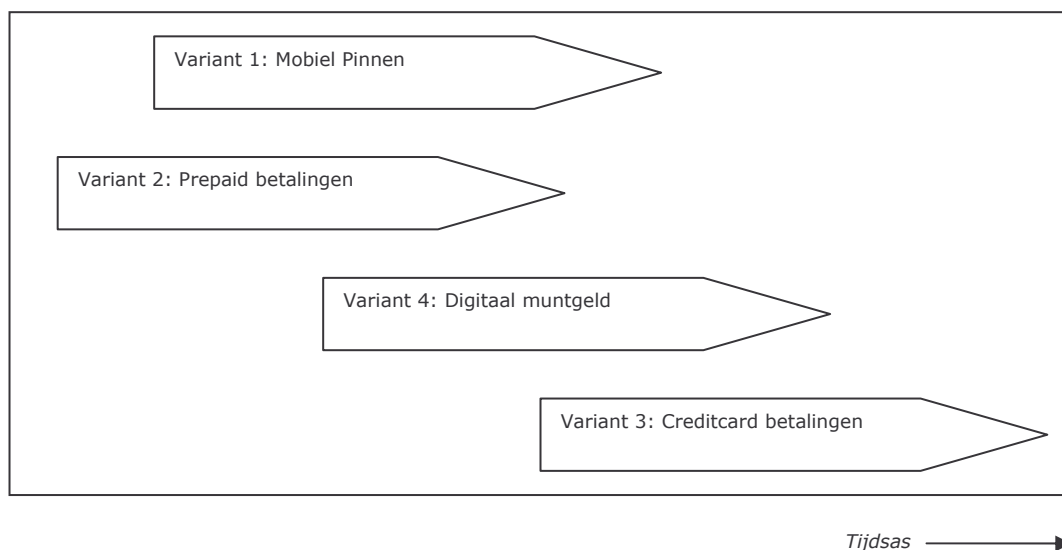 Variant 1: Mobiel Pinnen
Variant 2: Prepaid betalingen
Variant 4: Digitaal muntgeld
Variant 3: Creditcard betalingen
Tijdsas